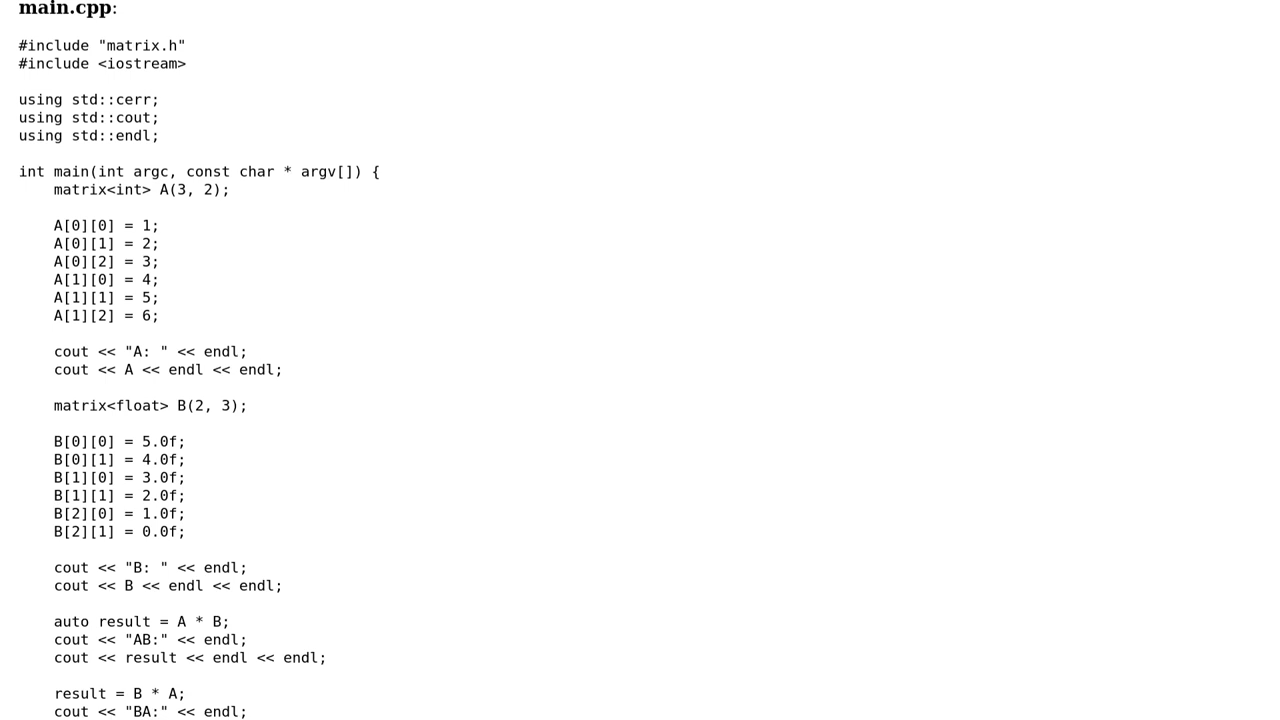 main.cpp:
#include "matrix.h"
#include <iostream>
using std::cerr;
using std::cout;
using std::endl;
int main(int argc, const char * argv[]) {
    matrix<int> A(3, 2);
    A[0][0] = 1;
    A[0][1] = 2;
    A[0][2] = 3;
    A[1][0] = 4;
    A[1][1] = 5;
    A[1][2] = 6;
    cout << "A: " << endl;
    cout << A << endl << endl;
    matrix<float> B(2, 3);
    B[0][0] = 5.0f;
    B[0][1] = 4.0f;
    B[1][0] = 3.0f;
    B[1][1] = 2.0f;
    B[2][0] = 1.0f;
    B[2][1] = 0.0f;
    cout << "B: " << endl;
    cout << B << endl << endl;
    auto result = A * B;
    cout << "AB:" << endl;
    cout << result << endl << endl;
    result = B * A;
    cout << "BA:" << endl;